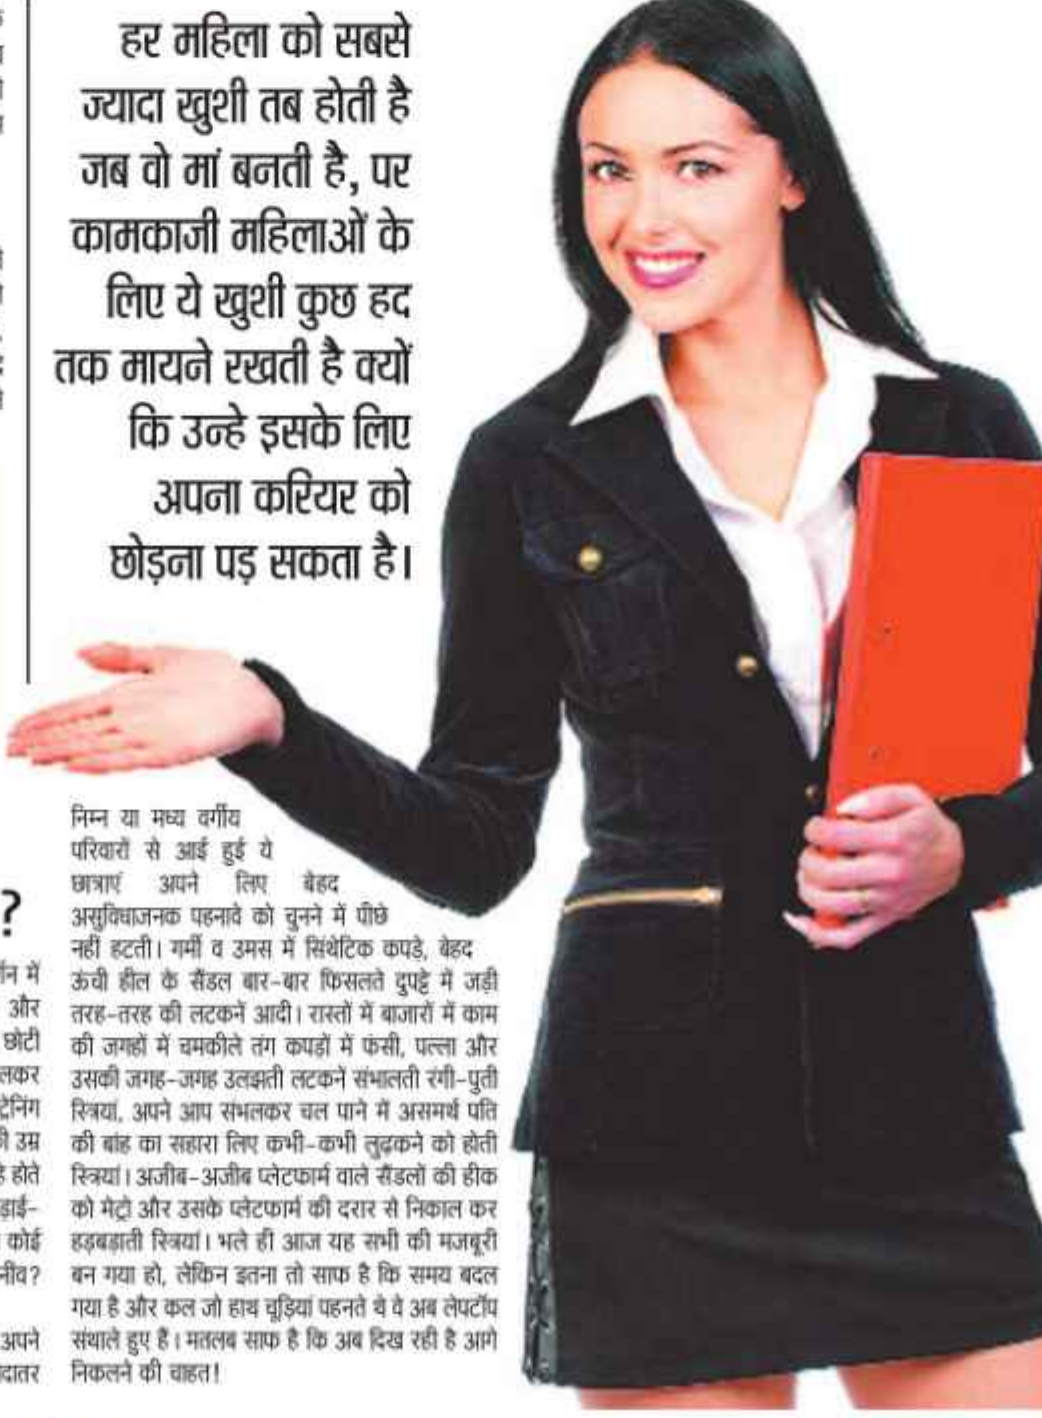 हर महिला को सबसे
ज्यादा खुशी तब होती है
जब वो मां बनती है, पर
कामकाजी महिलाओं के
लिए ये खुशी कुछ हद
तक मायने रखती है क्यों
कि उन्हे इसके लिए
अपना करियर को
छोड़ना पड़ सकता है।
?
में
और
छोटी
ट्रेनिंग
उम्र
होते
कोई
नींव?
अपने
निम्न या मध्य वर्गीय
परिवारों से आई हुई ये
छात्राएं अपने लिए बेहद
असुविधाजनक पहनावे को चुनने में पीछे
नहीं हटती। गर्मी व उमस में सिंथेटिक कपड़े, बेहद
ऊंची हील के सैंडल बार-बार फिसलते दुपट्टे में जड़ी
तरह-तरह की लटकनें आदी। रास्तों में बाजारों में काम
की जगहों में चमकीले तंग कपड़ों में फंसी, पल्ला और
उसकी जगह-जगह उलझती लटकनें संभालती रंगी-पुती
स्त्रियां, अपने आप संभलकर चल पाने में असमर्थ पति
की बांह का सहारा लिए कभी-कभी लुढ़कने को होती
स्त्रियां। अजीब-अजीब प्लेटफार्म वाले सैंडलों की हीक
को मेट्रो और उसके प्लेटफार्म की दरार से निकाल कर
हड़बड़ाती स्त्रियां। भले ही आज यह सभी की मजबूरी
बन गया हो, लेकिन इतना तो साफ है कि समय बदल
गया है और कल जो हाथ चूड़ियां पहनते थे वे अब लेपटॉप
संथाले हुए हैं। मतलब साफ है कि अब दिख रही है आगे
निकलने की चाहत!